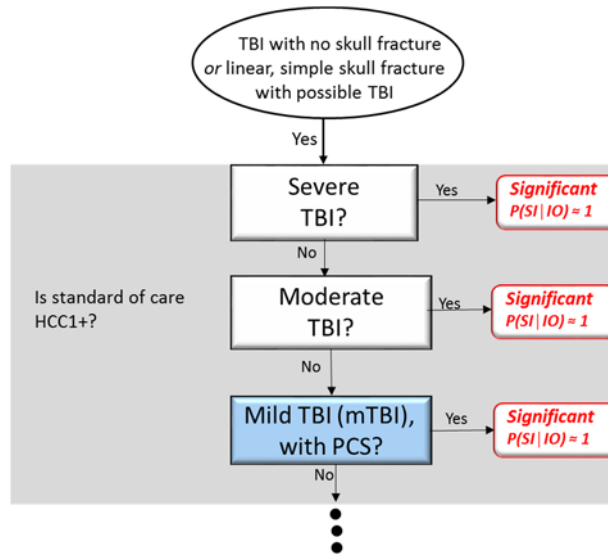 TBI with no skull fracture
or linear, simple skull fracture
with possible TBI
Yes
Severe
TBI?
Yes
Significant
P(SI|IO) ≈ 1
No
Is standard of care
HCC1+?
Moderate
TBI?
Yes
Significant
P(SI|IO) ≈ 1
No
Mild TBI (mTBI),
with PCS?
Yes
Significant
P(SI|IO) ≈ 1
No